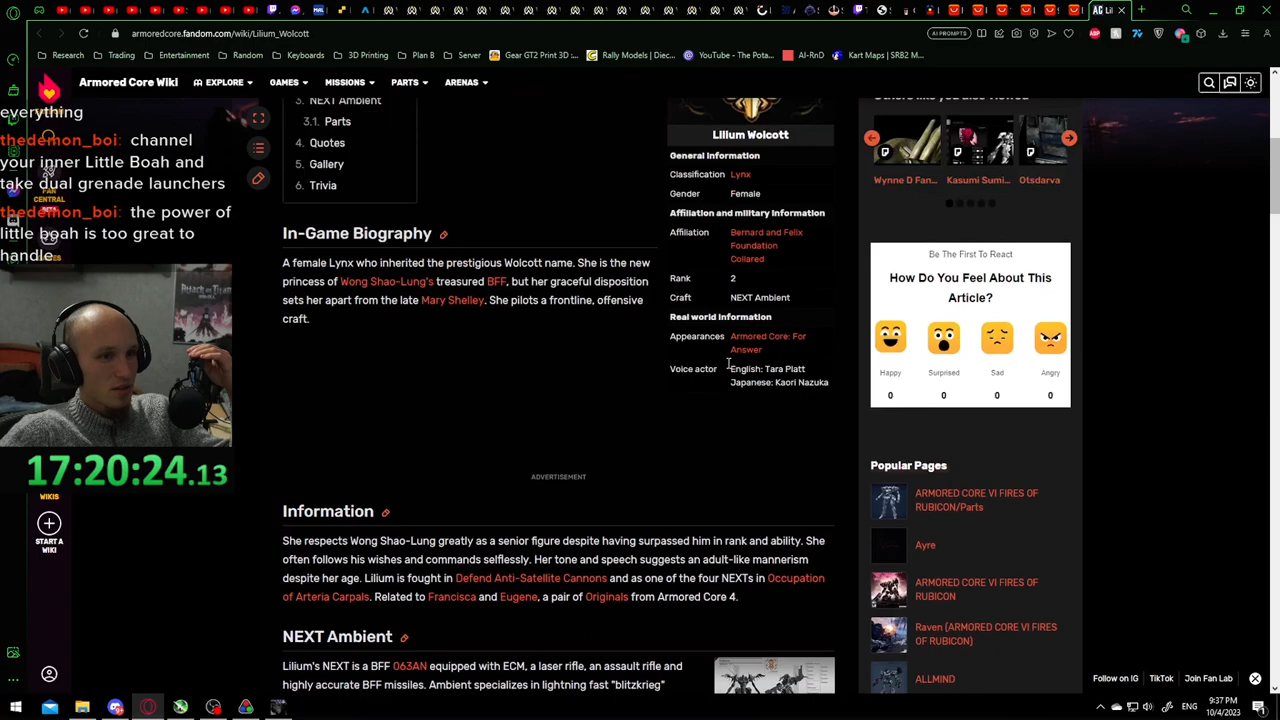 armoredcore.fandom.com/wiki/Lilium_Wolcott
AI PROMPTS
Research
Trading
Entertainment
Random
Keyboards
3D Printing
Plan B
Server
Gear GT2 Print 3D :...
Rally Models | Diec...
YouTube - The Pota...
AI-RnD
Kart Maps | SRB2 M...
Armored Core Wiki
EXPLORE
GAMES
MISSIONS
PARTS
ARENAS
everything
thedemon_boi: channel
your inner Little Boah and
take dual grenade launchers
thedemon_boi: the power of
little boah is too great to
handle
FAN
CENTRAL
BETA
17:20:24.13
WIKIS
START A
WIKI
3. NEXT Ambient
3.1. Parts
4. Quotes
5. Gallery
6. Trivia
In-Game Biography
A female Lynx who inherited the prestigious Wolcott name. She is the new
princess of Wong Shao-Lung's treasured BFF, but her graceful disposition
sets her apart from the late Mary Shelley. She pilots a frontline, offensive
craft.
Lilium Wolcott
General Information
Classification Lynx
Gender Female
Affiliation and military Information
Affiliation Bernard and Felix
Foundation
Collared
Rank 2
Craft NEXT Ambient
Real world Information
Appearances Armored Core: For
Answer
Voice actor English: Tara Platt
Japanese: Kaori Nazuka
ADVERTISEMENT
Information
She respects Wong Shao-Lung greatly as a senior figure despite having surpassed him in rank and ability. She
often follows his wishes and commands selflessly. Her tone and speech suggests an adult-like mannerism
despite her age. Lilium is fought in Defend Anti-Satellite Cannons and as one of the four NEXTs in Occupation
of Arteria Carpals. Related to Francisca and Eugene, a pair of Originals from Armored Core 4.
NEXT Ambient
Lilium's NEXT is a BFF 063AN equipped with ECM, a laser rifle, an assault rifle and
highly accurate BFF missiles. Ambient specializes in lightning fast "blitzkrieg"
Others like you also viewed
Wynne D Fan...
Kasumi Sumi...
Otsdarva
Be The First To React
How Do You Feel About This
Article?
Happy
Surprised
Sad
Angry
0
0
0
0
Popular Pages
ARMORED CORE VI FIRES OF
RUBICON/Parts
Ayre
ARMORED CORE VI FIRES OF
RUBICON
Raven (ARMORED CORE VI FIRES
OF RUBICON)
ALLMIND
Follow on IG
TikTok
Join Fan Lab
ENG
9:37 PM
10/4/2023